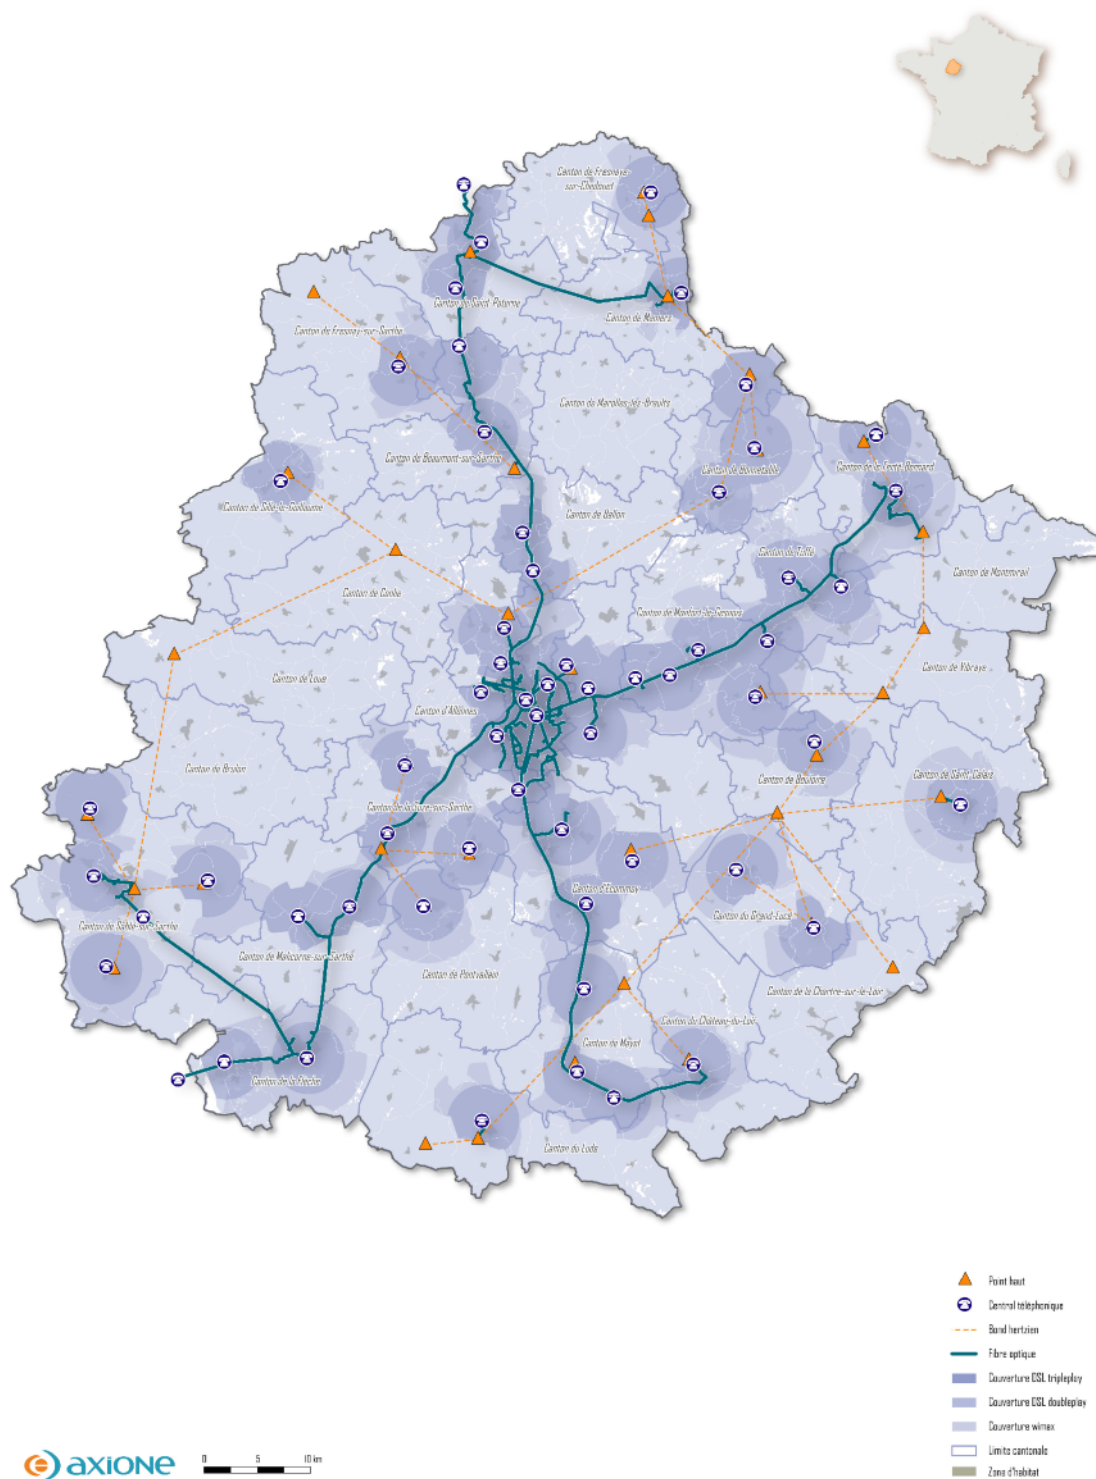 Canton de Fresnaye
sur-Chédouet
Canton de Saint Paterne
Canton de Mamers
Canton de Fresnay-sur-Sarthe
Canton de Marolles-les-Braults
Canton de Beaumont-sur-Sarthe
Canton de Bonnétable
Canton de la Ferté-Bernard
Canton de Sillé-le-Guillaume
Canton de Ballon
Canton de Tuffé
Canton de Montmirail
Canton de Conlie
Canton de Montfort-le-Gesnois
Canton de Vibraye
Canton de Loué
Canton d'Allonnes
Canton de Brûlon
Canton de Bouloire
Canton de Saint Calais
Canton de la Suze-sur-Sarthe
Canton d'Ecommoy
Canton du Grand-Lucé
Canton de Sablé-sur-Sarthe
Canton de Malicorne-sur-Sarthe
Canton de Pontvallain
Canton de la Chartre-sur-le-Loir
Canton du Château-du-Loir
Canton de Mayet
Canton de la Flèche
Canton du Lude
Point haut
Central téléphonique
Bond hertzien
Fibre optique
Couverture DSL tripleplay
Couverture DSL doubleplay
Couverture wimax
Limite cantonale
Zone d'habitat
axione
0 5 10 km